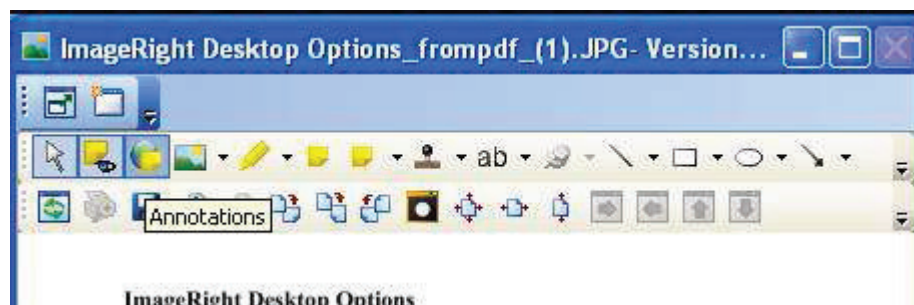 ImageRight Desktop Options_frompdf_(1).JPG- Version...
ab
Annotations
ImageRight Desktop Options